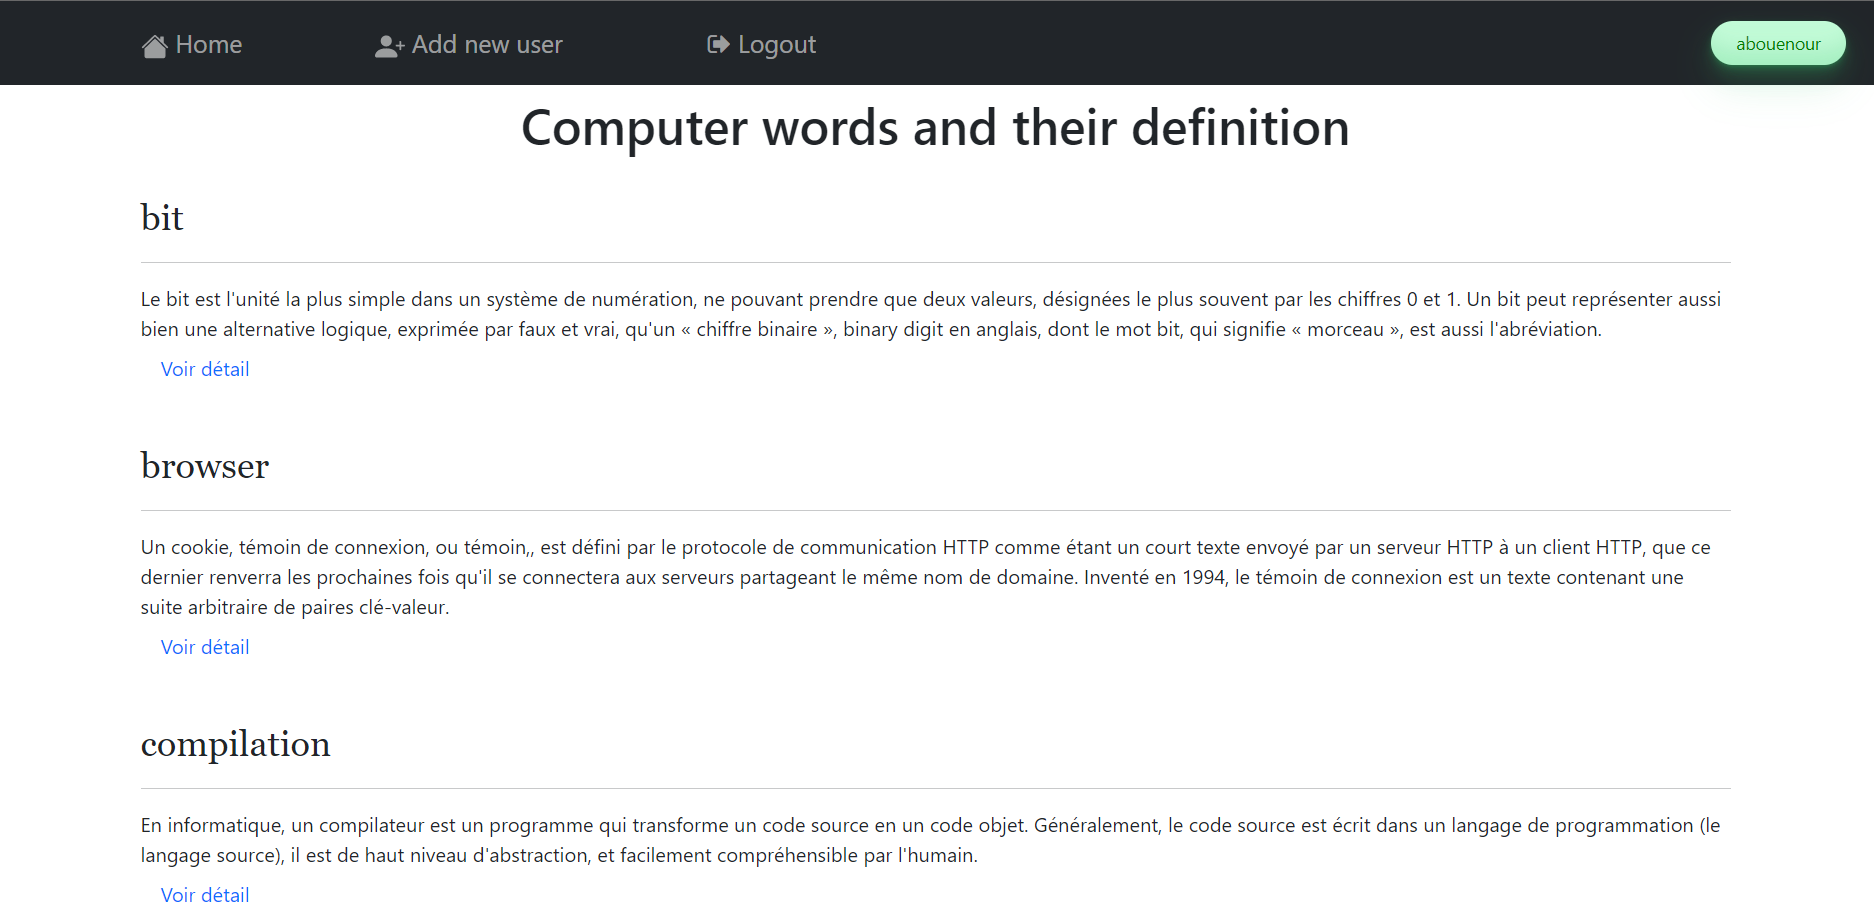 Home
Add new user
Logout
abouenour
Computer words and their definition
bit
Le bit est l'unité la plus simple dans un système de numération, ne pouvant prendre que deux valeurs, désignées le plus souvent par les chiffres 0 et 1. Un bit peut représenter aussi
bien une alternative logique, exprimée par faux et vrai, qu'un « chiffre binaire », binary digit en anglais, dont le mot bit, qui signifie « morceau », est aussi l'abréviation.
Voir détail
browser
Un cookie, témoin de connexion, ou témoin,, est défini par le protocole de communication HTTP comme étant un court texte envoyé par un serveur HTTP à un client HTTP, que ce
dernier renverra les prochaines fois qu'il se connectera aux serveurs partageant le même nom de domaine. Inventé en 1994, le témoin de connexion est un texte contenant une
suite arbitraire de paires clé-valeur.
Voir détail
compilation
En informatique, un compilateur est un programme qui transforme un code source en un code objet. Généralement, le code source est écrit dans un langage de programmation (le
langage source), il est de haut niveau d'abstraction, et facilement compréhensible par l'humain.
Voir détail